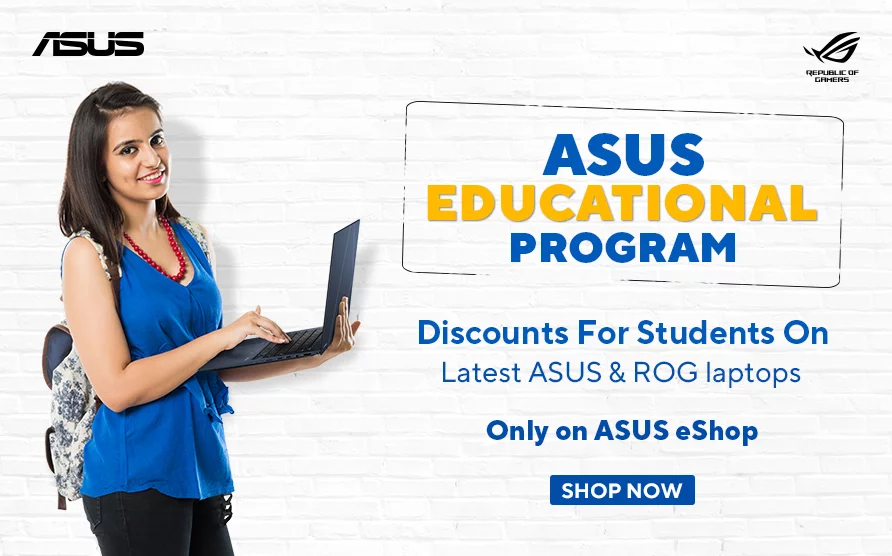 ASUS
REPUBLIC OF
GAMERS
ASUS
EDUCATIONAL
PROGRAM
Discounts For Students On
Latest ASUS & ROG laptops
Only on ASUS eShop
SHOP NOW